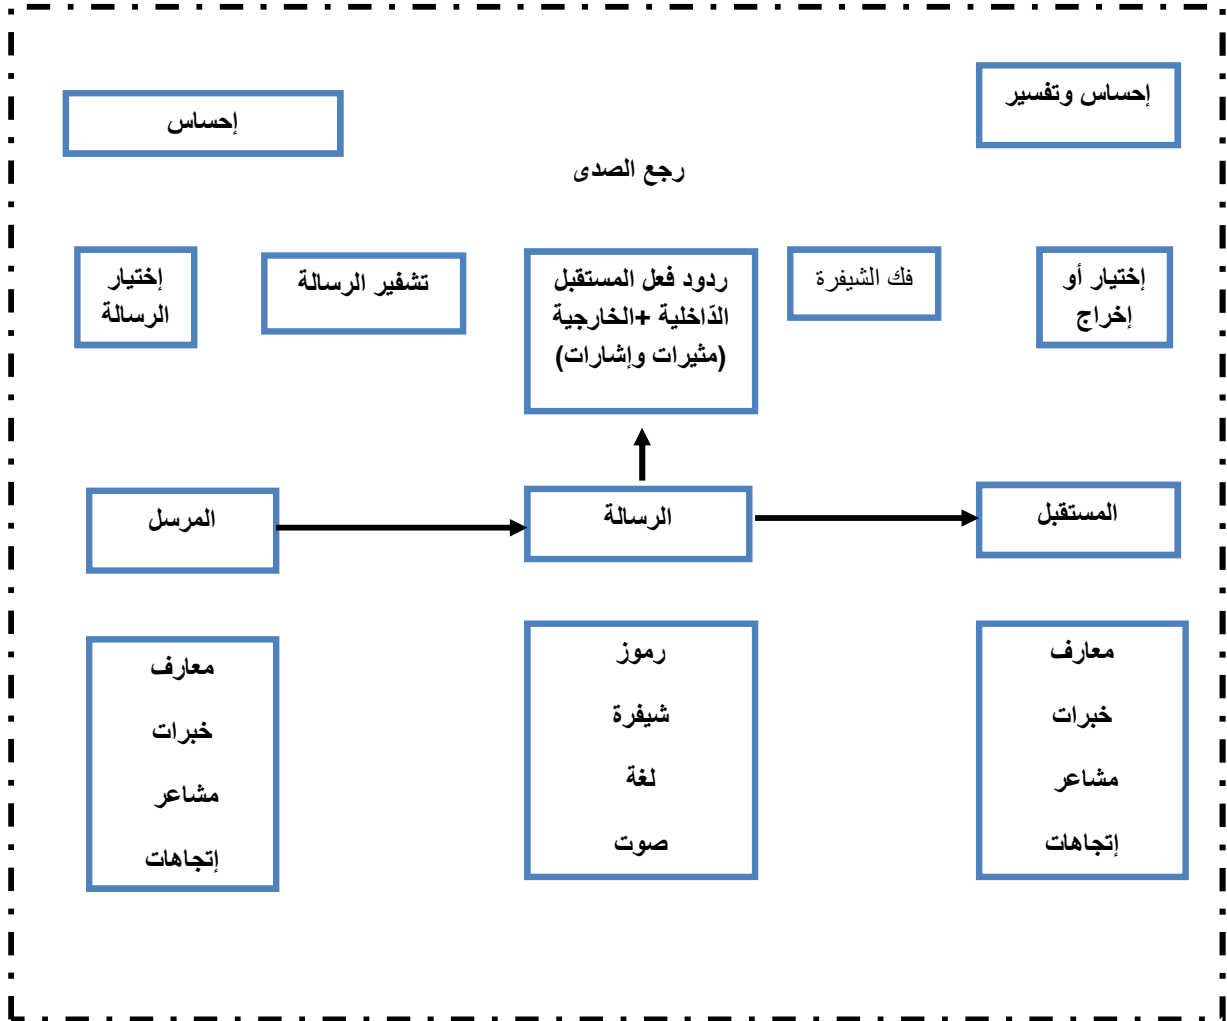 إحساس وتفسير
إحساس
رجع الصدى
إختيار أو
إخراج
فك الشيفرة
ردود فعل المستقبل
الدّاخلية +الخارجية
(مثيرات وإشارات)
تشفير الرسالة
إختيار
الرسالة
المستقبل
الرسالة
المرسل
معارف
خبرات
مشاعر
إتجاهات
رموز
شيفرة
لغة
صوت
معارف
خبرات
مشاعر
إتجاهات